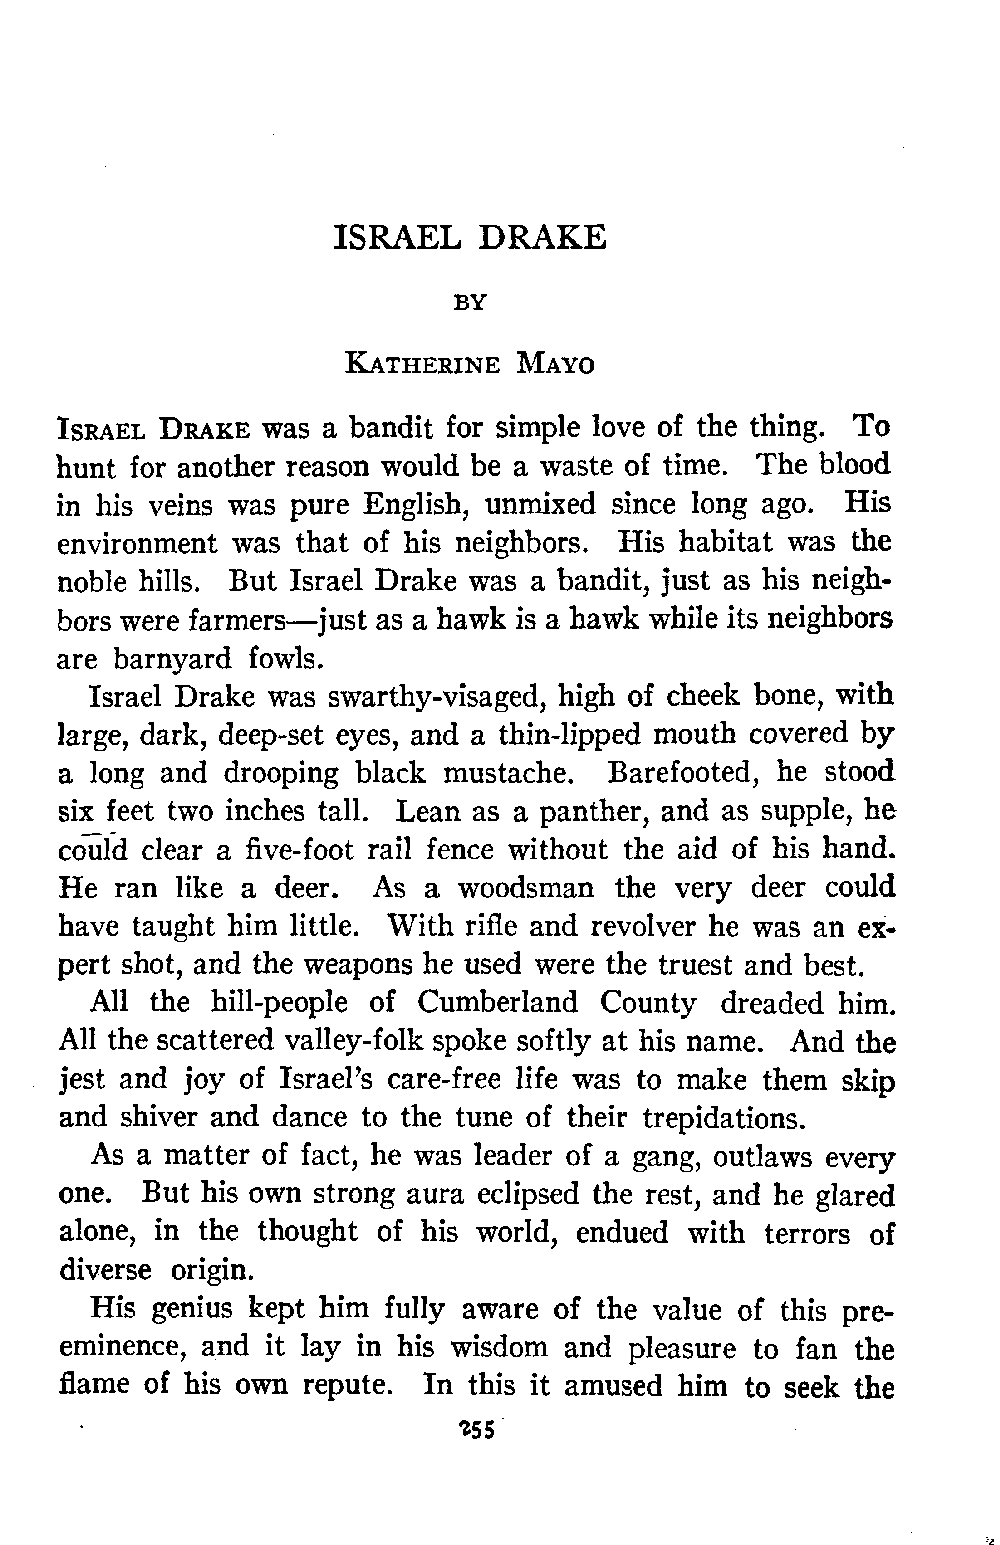 ISRAEL DRAKE
BY
KATHERINE MAYO
ISRAEL DRAKE was a bandit for simple love of the thing. To
hunt for another reason would be a waste of time. The blood
in his veins was pure English, unmixed since long ago. His
environment was that of his neighbors. His habitat was the
noble hills. But Israel Drake was a bandit, just as his neigh-
bors were farmers—just as a hawk is a hawk while its neighbors
are barnyard fowls.
Israel Drake was swarthy-visaged, high of cheek bone, with
large, dark, deep-set eyes, and a thin-lipped mouth covered by
a long and drooping black mustache. Barefooted, he stood
six feet two inches tall. Lean as a panther, and as supple, he
could clear a five-foot rail fence without the aid of his hand.
He ran like a deer. As a woodsman the very deer could
have taught him little. With rifle and revolver he was an ex-
pert shot, and the weapons he used were the truest and best.
All the hill-people of Cumberland County dreaded him.
All the scattered valley-folk spoke softly at his name. And the
jest and joy of Israel's care-free life was to make them skip
and shiver and dance to the tune of their trepidations.
As a matter of fact, he was leader of a gang, outlaws every
one. But his own strong aura eclipsed the rest, and he glared
alone, in the thought of his world, endued with terrors of
diverse origin.
His genius kept him fully aware of the value of this pre-
eminence, and it lay in his wisdom and pleasure to fan the
flame of his own repute. In this it amused him to seek the
255